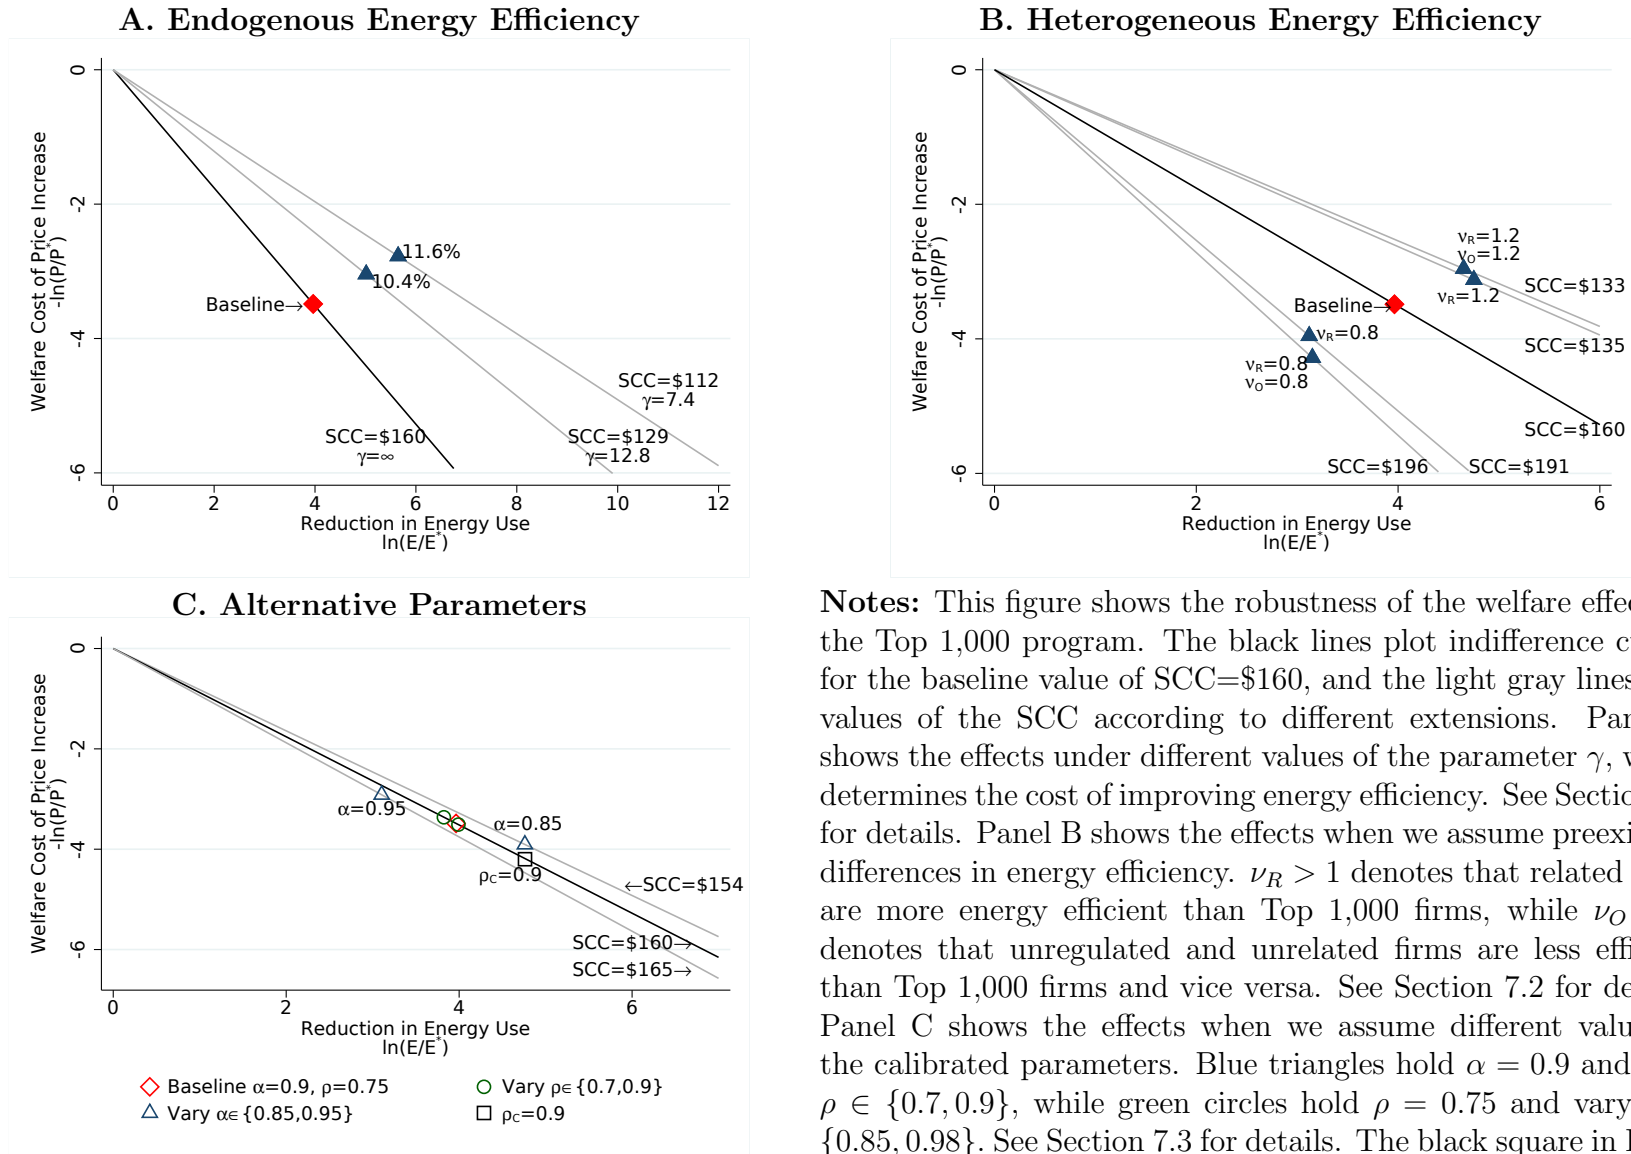 A. Endogenous Energy Efficiency
0
-2
-4
-6
Welfare Cost of Price Increase
-ln(P/P*)
11.6%
10.4%
Baseline→
SCC=$112
γ=7.4
SCC=$160
γ=∞
SCC=$129
γ=12.8
0 2 4 6 8 10 12
Reduction in Energy Use
ln(E/E*)
B. Heterogeneous Energy Efficiency
0
-2
-4
-6
Welfare Cost of Price Increase
-ln(P/P*)
νR=1.2
νO=1.2
νR=1.2
SCC=$133
Baseline→
νR=0.8
SCC=$135
νR=0.8
νO=0.8
SCC=$160
SCC=$196
SCC=$191
0 2 4 6
Reduction in Energy Use
ln(E/E*)
C. Alternative Parameters
0
-2
-4
-6
Welfare Cost of Price Increase
-ln(P/P*)
α=0.95
α=0.85
ρC=0.9
←SCC=$154
SCC=$160→
SCC=$165→
0 2 4 6
Reduction in Energy Use
ln(E/E*)
Baseline α=0.9, ρ=0.75
Vary ρ∈{0.7,0.9}
Vary α∈{0.85,0.95}
ρC=0.9
Notes: This figure shows the robustness of the welfare effec
the Top 1,000 program. The black lines plot indifference c
for the baseline value of SCC=$160, and the light gray lines
values of the SCC according to different extensions. Pa
shows the effects under different values of the parameter γ,
determines the cost of improving energy efficiency. See Sectio
for details. Panel B shows the effects when we assume preexi
differences in energy efficiency. νR > 1 denotes that related
are more energy efficient than Top 1,000 firms, while νO
denotes that unregulated and unrelated firms are less effi
than Top 1,000 firms and vice versa. See Section 7.2 for de
Panel C shows the effects when we assume different valu
the calibrated parameters. Blue triangles hold α = 0.9 and
ρ ∈ {0.7, 0.9}, while green circles hold ρ = 0.75 and vary
{0.85, 0.98}. See Section 7.3 for details. The black square in